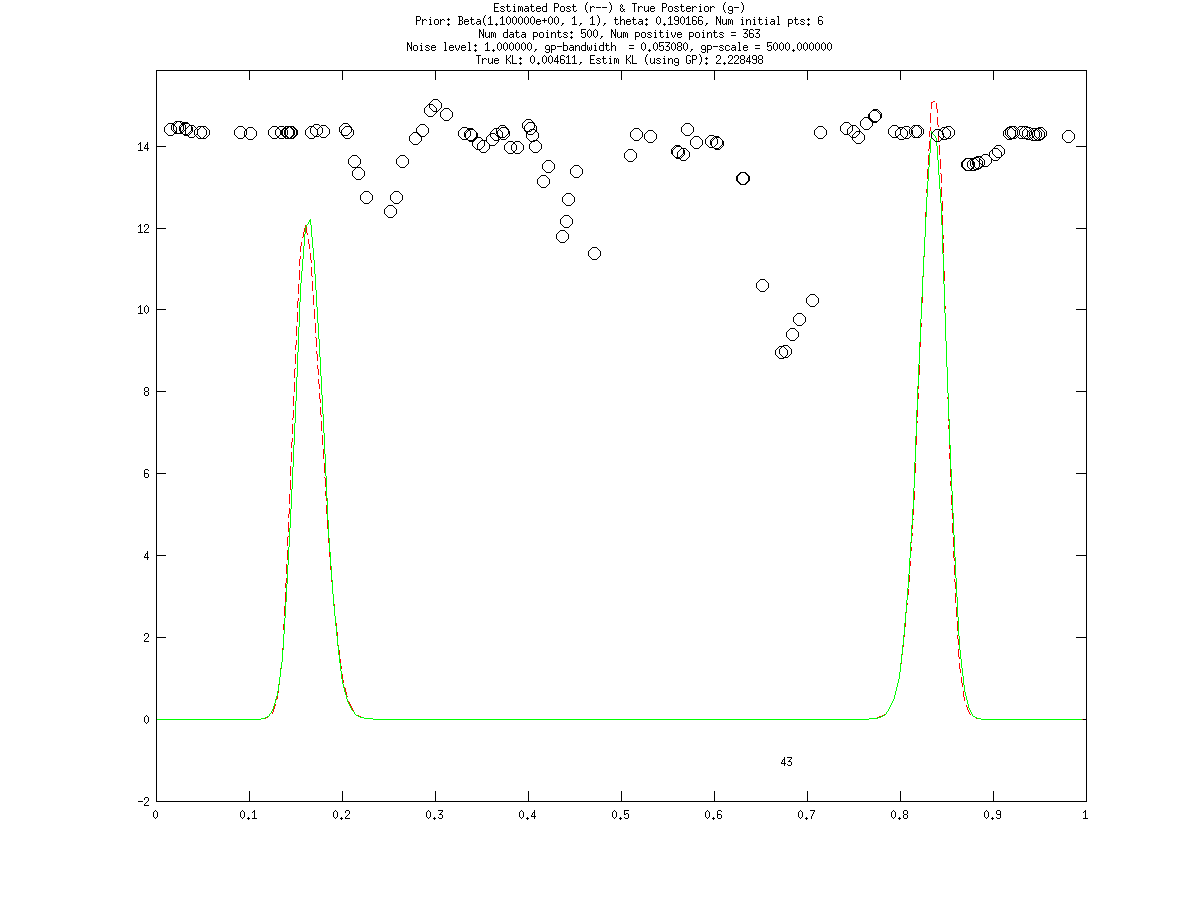 Estimated Post (r--) & True Posterior (g-)
Prior: Beta(1.100000e+00, 1, 1), theta: 0.190166, Num initial pts: 6
Num data points: 500, Num positive points = 363
Noise level: 1.000000, gp-bandwidth  = 0.053080, gp-scale = 5000.000000
True KL: 0.004611, Estim KL (using GP): 2.228498
14
12
10
8
6
4
2
0
43
-2
0 0.1 0.2 0.3 0.4 0.5 0.6 0.7 0.8 0.9 1